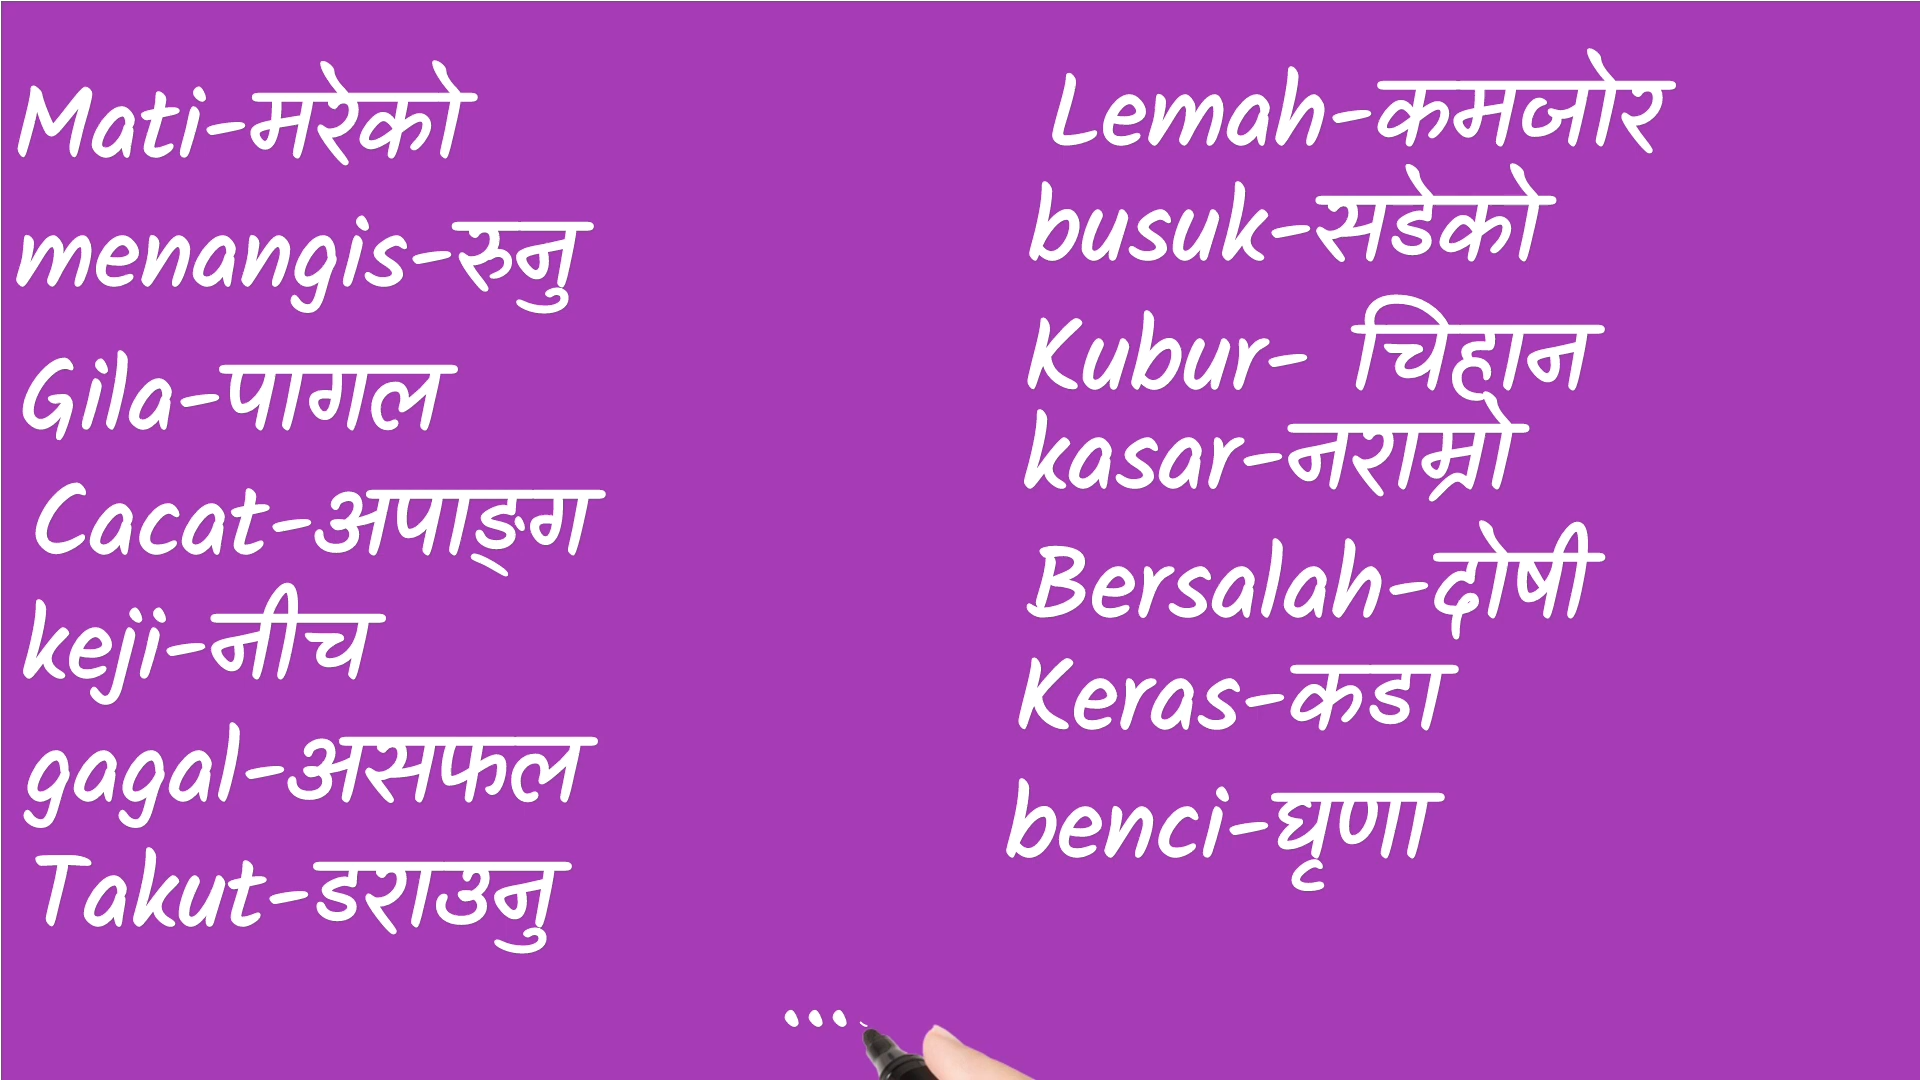 Mati-मरेको
menangis-रुनु
Gila-पागल
Cacat-अपाङ्ग
keji-नीच
gagal-असफल
Takut-डराउनु
Lemah-कमजोर
busuk-सडेको
Kubur- चिहान
kasar-नराम्रो
Bersalah-दोषी
Keras-कडा
benci-घृणा
...